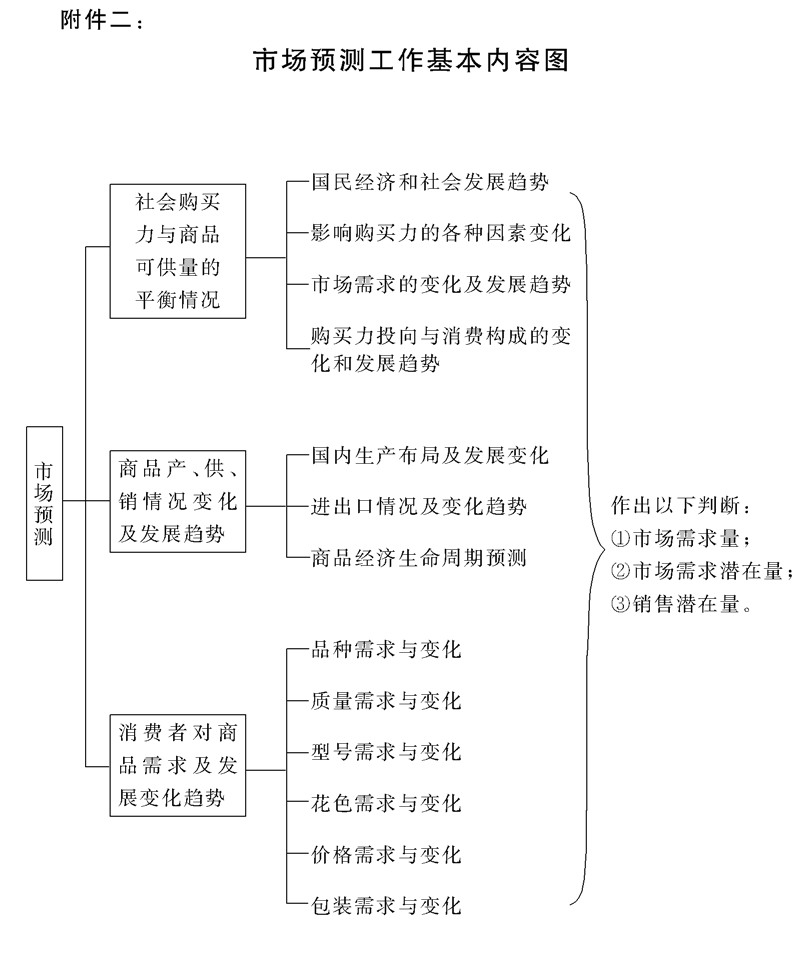 附件二：
市场预测工作基本内容图
市场预测
社会购买
力与商品
可供量的
平衡情况
国民经济和社会发展趋势
影响购买力的各种因素变化
市场需求的变化及发展趋势
购买力投向与消费构成的变
化和发展趋势
商品产、供、
销情况变化
及发展趋势
国内生产布局及发展变化
进出口情况及变化趋势
商品经济生命周期预测
消费者对商
品需求及发
展变化趋势
品种需求与变化
质量需求与变化
型号需求与变化
花色需求与变化
价格需求与变化
包装需求与变化
作出以下判断：
①市场需求量；
②市场需求潜在量；
③销售潜在量。